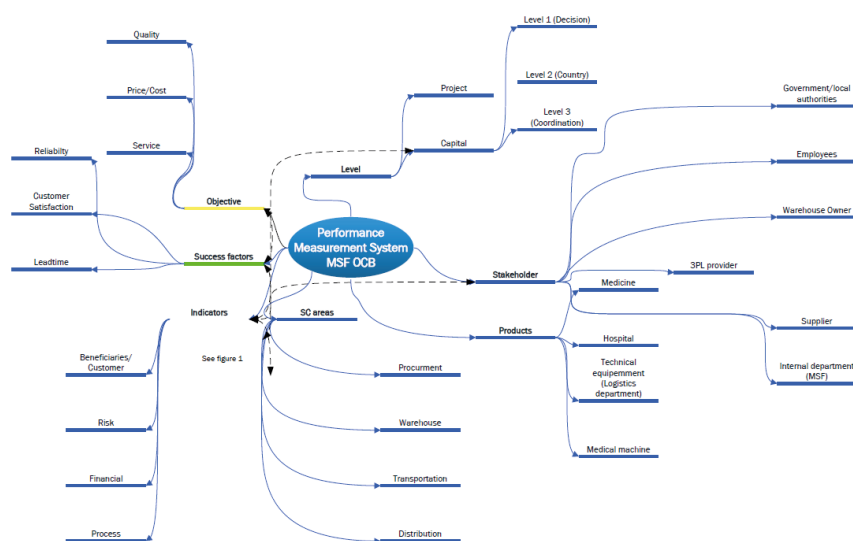 Quality
Price/Cost
Service
Reliabilty
Customer
Satisfaction
Leadtime
Objective
Success factors
Indicators
See figure 1
Beneficiaries/
Customer
Risk
Financial
Process
Level
Project
Capital
Level 1 (Decision)
Level 2 (Country)
Level 3
(Coordination)
Performance
Measurement System
MSF OCB
SC areas
Procurment
Warehouse
Transportation
Distribution
Stakeholder
Government/local
authorities
Employees
Warehouse Owner
3PL provider
Supplier
Internal department
(MSF)
Products
Medicine
Hospital
Technical
equipemment
(Logistics
department)
Medical machine